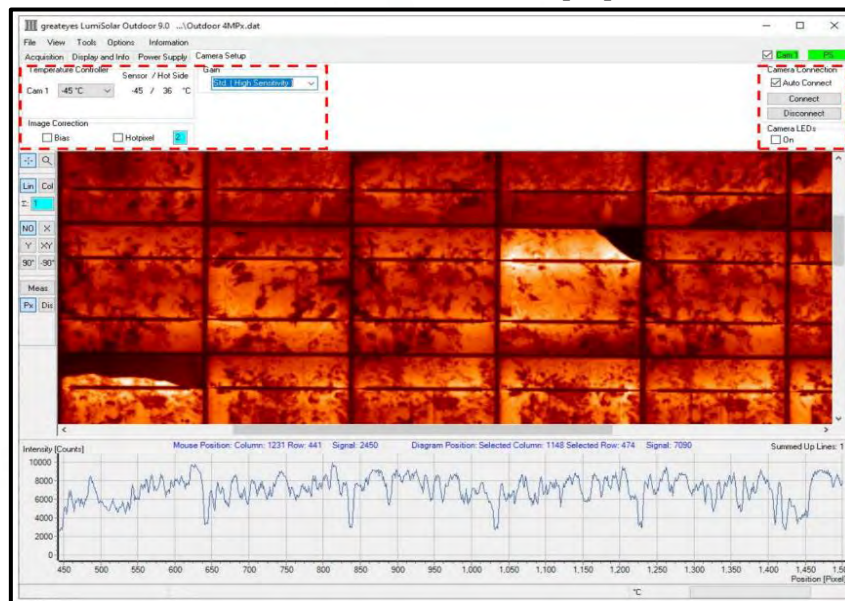 greateyes LumiSolar Outdoor 9.0 ...\Outdoor 4MPx.dat
File View Tools Options Information
Acquisition Display and Info Power Supply Camera Setup
Cam 1 PS
Temperature Controller
Sensor / Hot Side
Cam 1 -45 °C -45 / 36 °C
Gain
Std. ( High Sensitivity )
Camera Connection
Auto Connect
Connect
Disconnect
Image Correction
Bias Hotpixel 2
Camera LEDs
On
Lin Col
Σ: 1
NO X
Y XY
90° -90°
Meas
Px Dis
Mouse Position: Column: 1231 Row: 441 Signal: 2450 Diagram Position: Selected Column: 1148 Selected Row: 474 Signal: 7090 Summed Up Lines: 1
Intensity [Counts]
10000
8000
6000
4000
2000
0
450 500 550 600 650 700 750 800 850 900 950 1,000 1,050 1,100 1,150 1,200 1,250 1,300 1,350 1,400 1,450 1,50
Position [Pixel]
°C